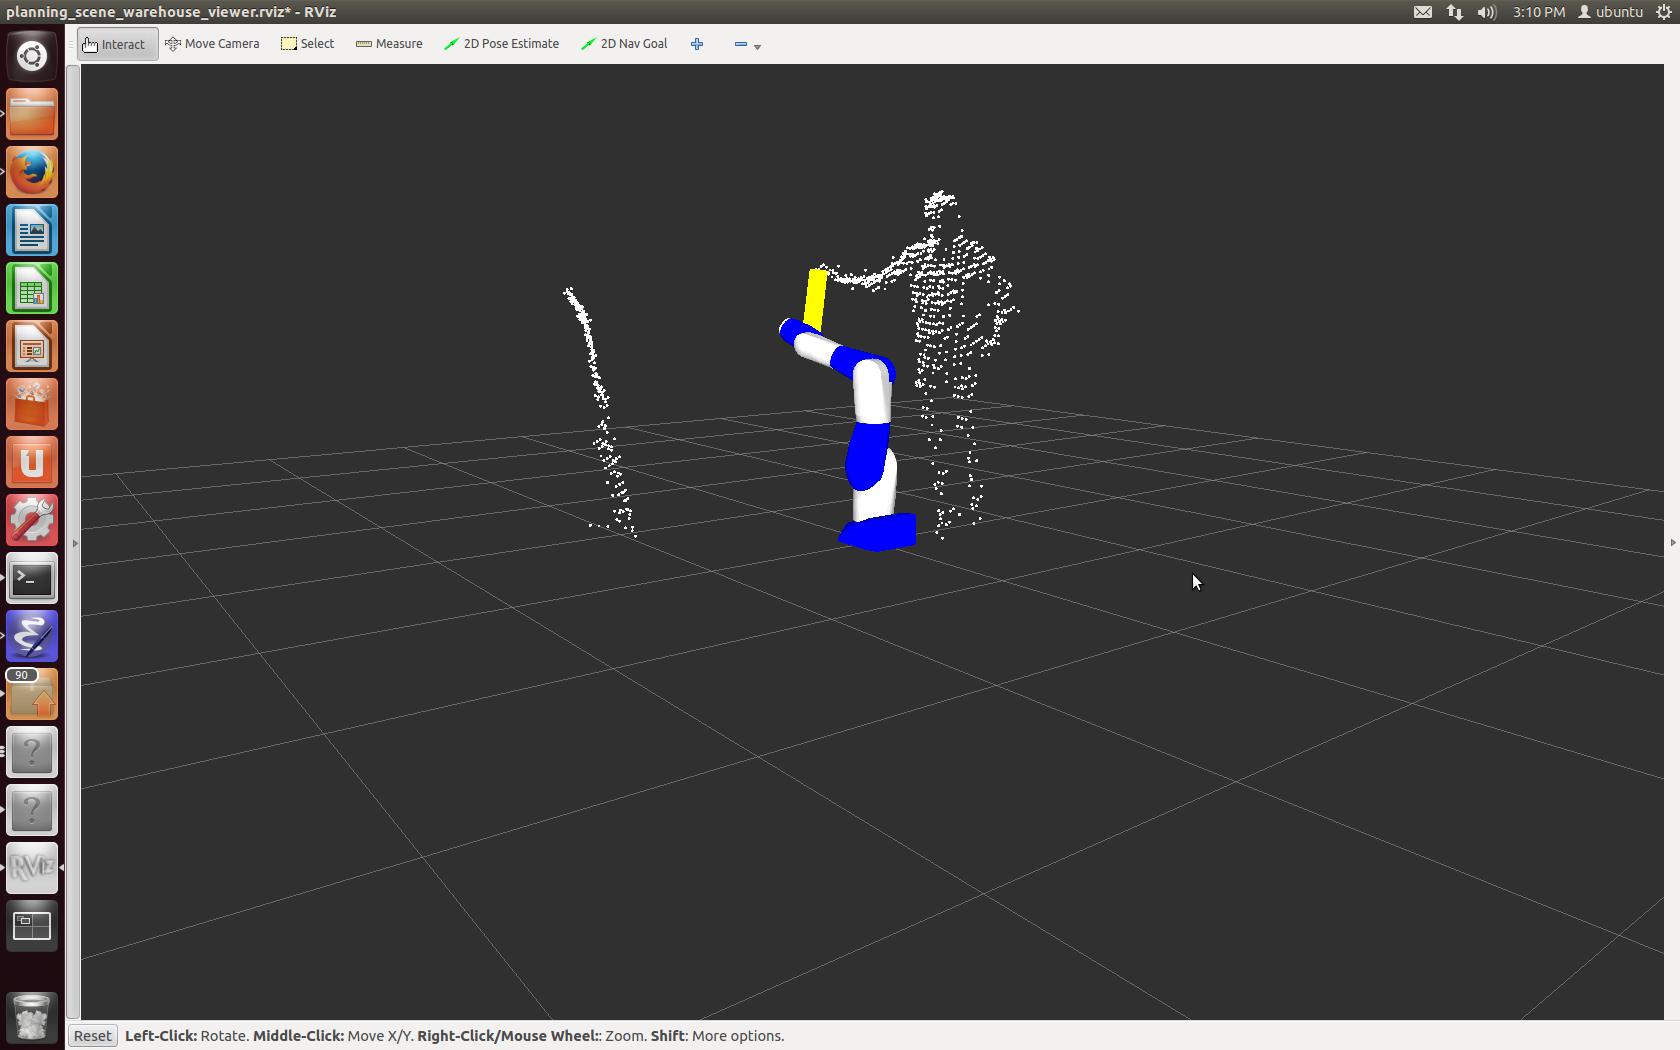 planning_scene_warehouse_viewer.rviz* - RViz
3:10 PM ubuntu
Interact Move Camera Select Measure 2D Pose Estimate 2D Nav Goal
90
RViz
Reset Left-Click: Rotate. Middle-Click: Move X/Y. Right-Click/Mouse Wheel:: Zoom. Shift: More options.